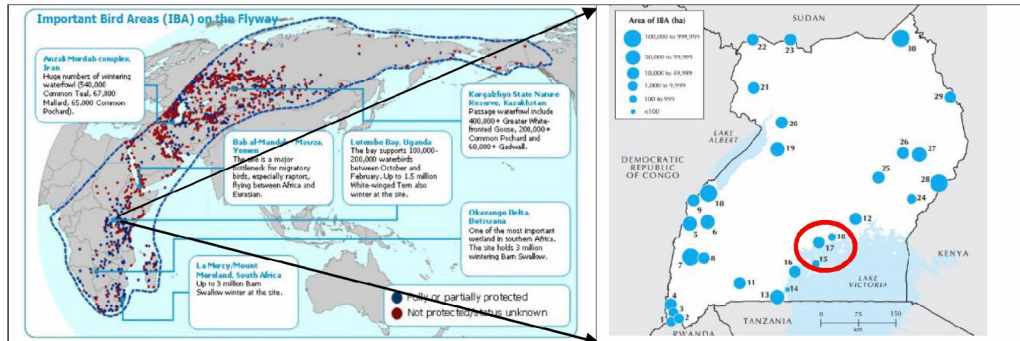 Important Bird Areas (IBA) on the Flyway
Anzali Mordab complex,
Iran
Huge numbers of wintering
waterfowl (540,000
Common Teal, 67,800
Mallard, 65,000 Common
Pochard).
Bab al-Mandab – Mawza,
Yemen
The site is a major
bottleneck for migratory
birds, especially raptors,
flying between Africa and
Eurasian.
Lutembe Bay, Uganda
The bay supports 100,000-
200,000 waterbirds
between October and
February. Up to 1.5 million
White-winged Tern also
winter at the site.
Korgalzhyn State Nature
Reserve, Kazakhstan
Passage waterfowl include
400,000+ Greater White-
fronted Goose, 200,000+
Common Pochard and
60,000+ Gadwall.
Okavango Delta,
Botsrana
One of the most important
wetland in southern Africa.
The site holds 3 million
wintering Barn Swallow.
La Mercy/Mount
Moreland, South Africa
Up to 3 million Barn
Swallow winter at the site.
Fully or partially protected
Not protected/status unknown
Area of IBA (ha)
100,000 to 999,999
50,000 to 99,999
10,000 to 49,999
1,000 to 9,999
100 to 999
<100
SUDAN
22
23
30
21
29
20
LAKE
ALBERT
19
26
27
DEMOCRATIC
REPUBLIC
OF CONGO
25
28
10
9
24
5
6
12
18
17
7
8
15
16
KENYA
LAKE
VICTORIA
11
14
13
4
3
1
2
RWANDA
TANZANIA
0
75
150
km